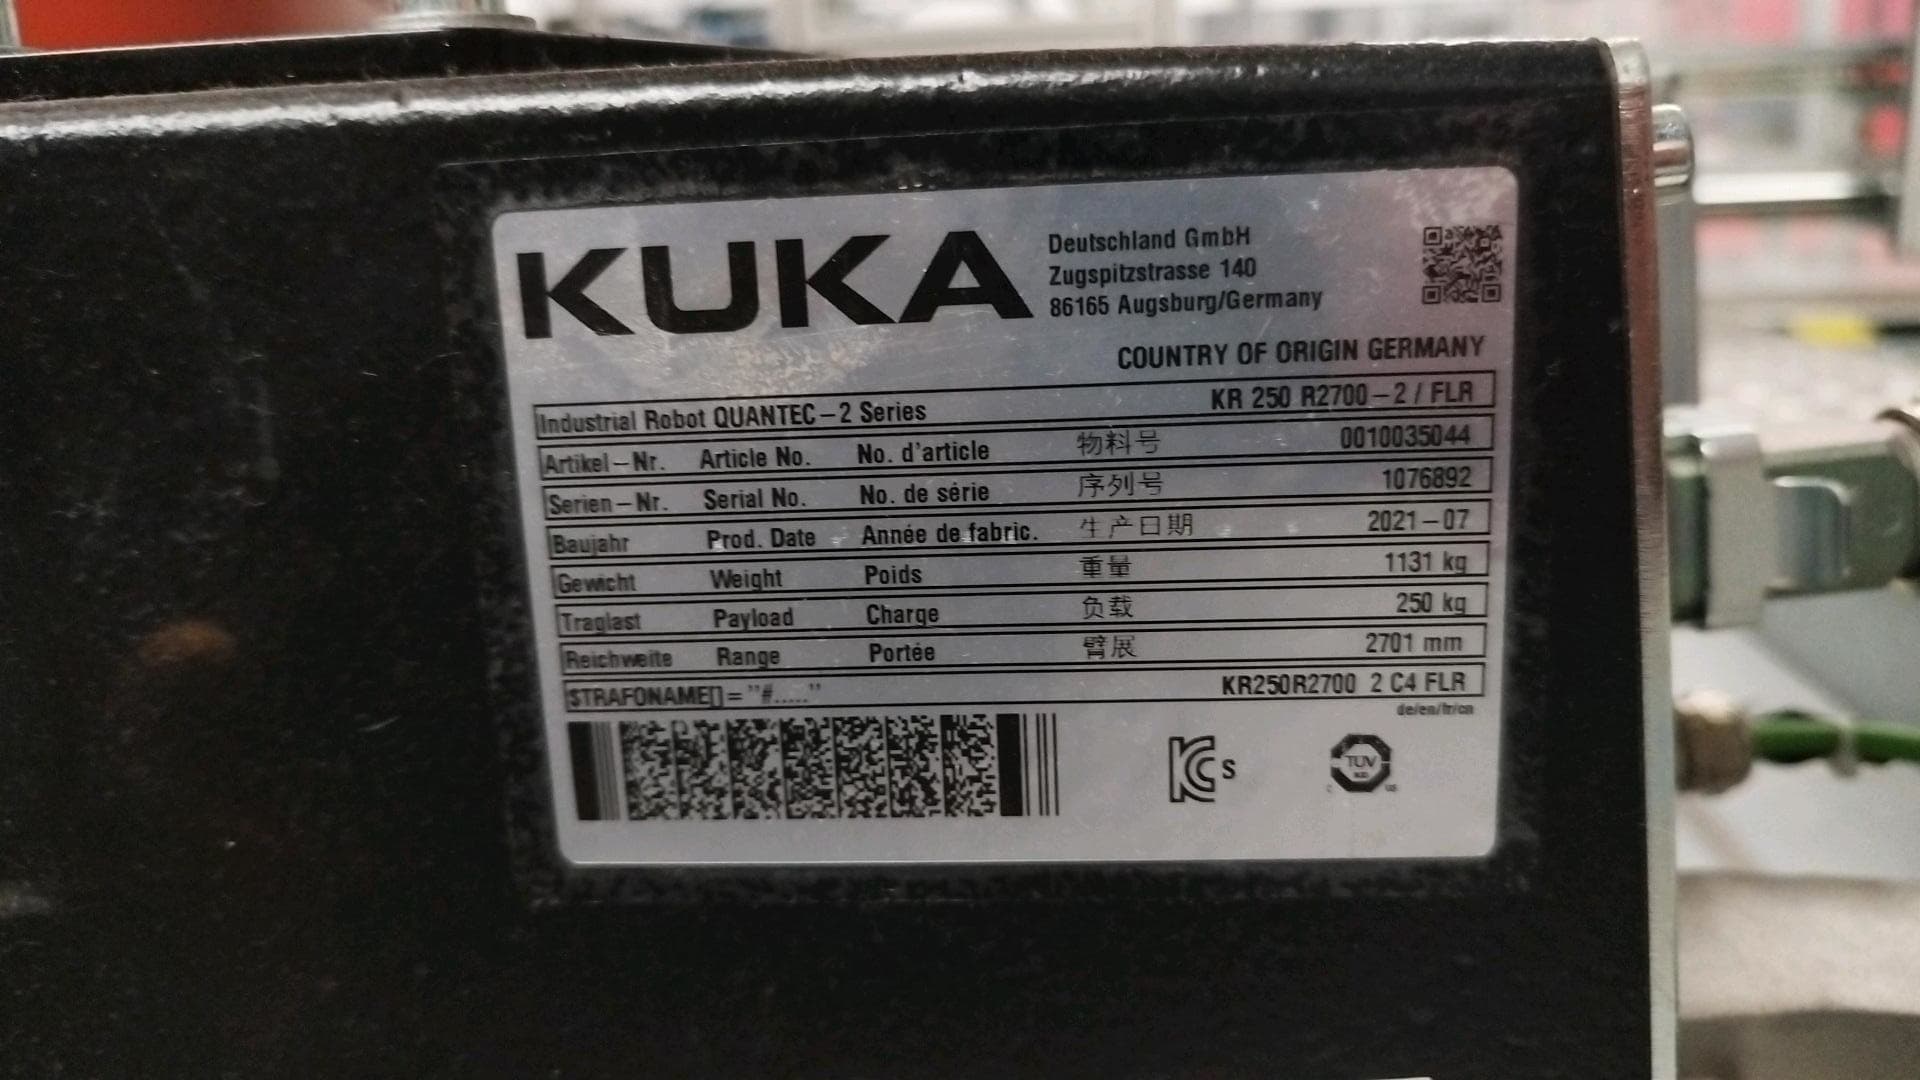 KUKA
Deutschland GmbH
Zugspitzstrasse 140
86165 Augsburg/Germany
COUNTRY OF ORIGIN GERMANY
Industrial Robot QUANTEC-2 Series KR 250 R2700-2 / FLR
Artikel-Nr. Article No. No. d'article 物料号 0010035044
Serien-Nr. Serial No. No. de série 序列号 1076892
Baujahr Prod. Date Année de fabric. 生产日期 2021-07
Gewicht Weight Poids 重量 1131 kg
Traglast Payload Charge 负载 250 kg
Reichweite Range Portée 臂展 2701 mm
$TRAFONAME[]="#....." KR250R2700 2 C4 FLR
de/en/fr/cn
KCs
TÜV